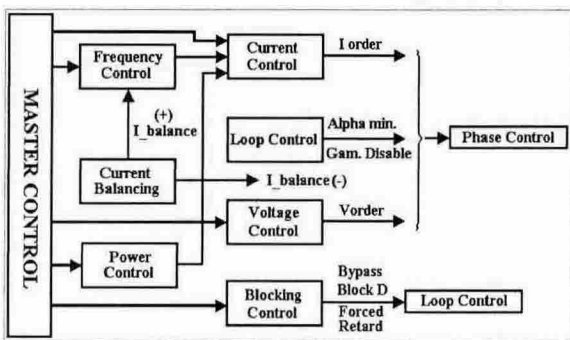 MASTER CONTROL
Frequency
Control
Current
Control
I order
(+)
I_balance
Loop Control
Alpha min.
Gam. Disable
Phase Control
Current
Balancing
I_balance(-)
Voltage
Control
Vorder
Power
Control
Blocking
Control
Bypass
Block D
Forced
Retard
Loop Control